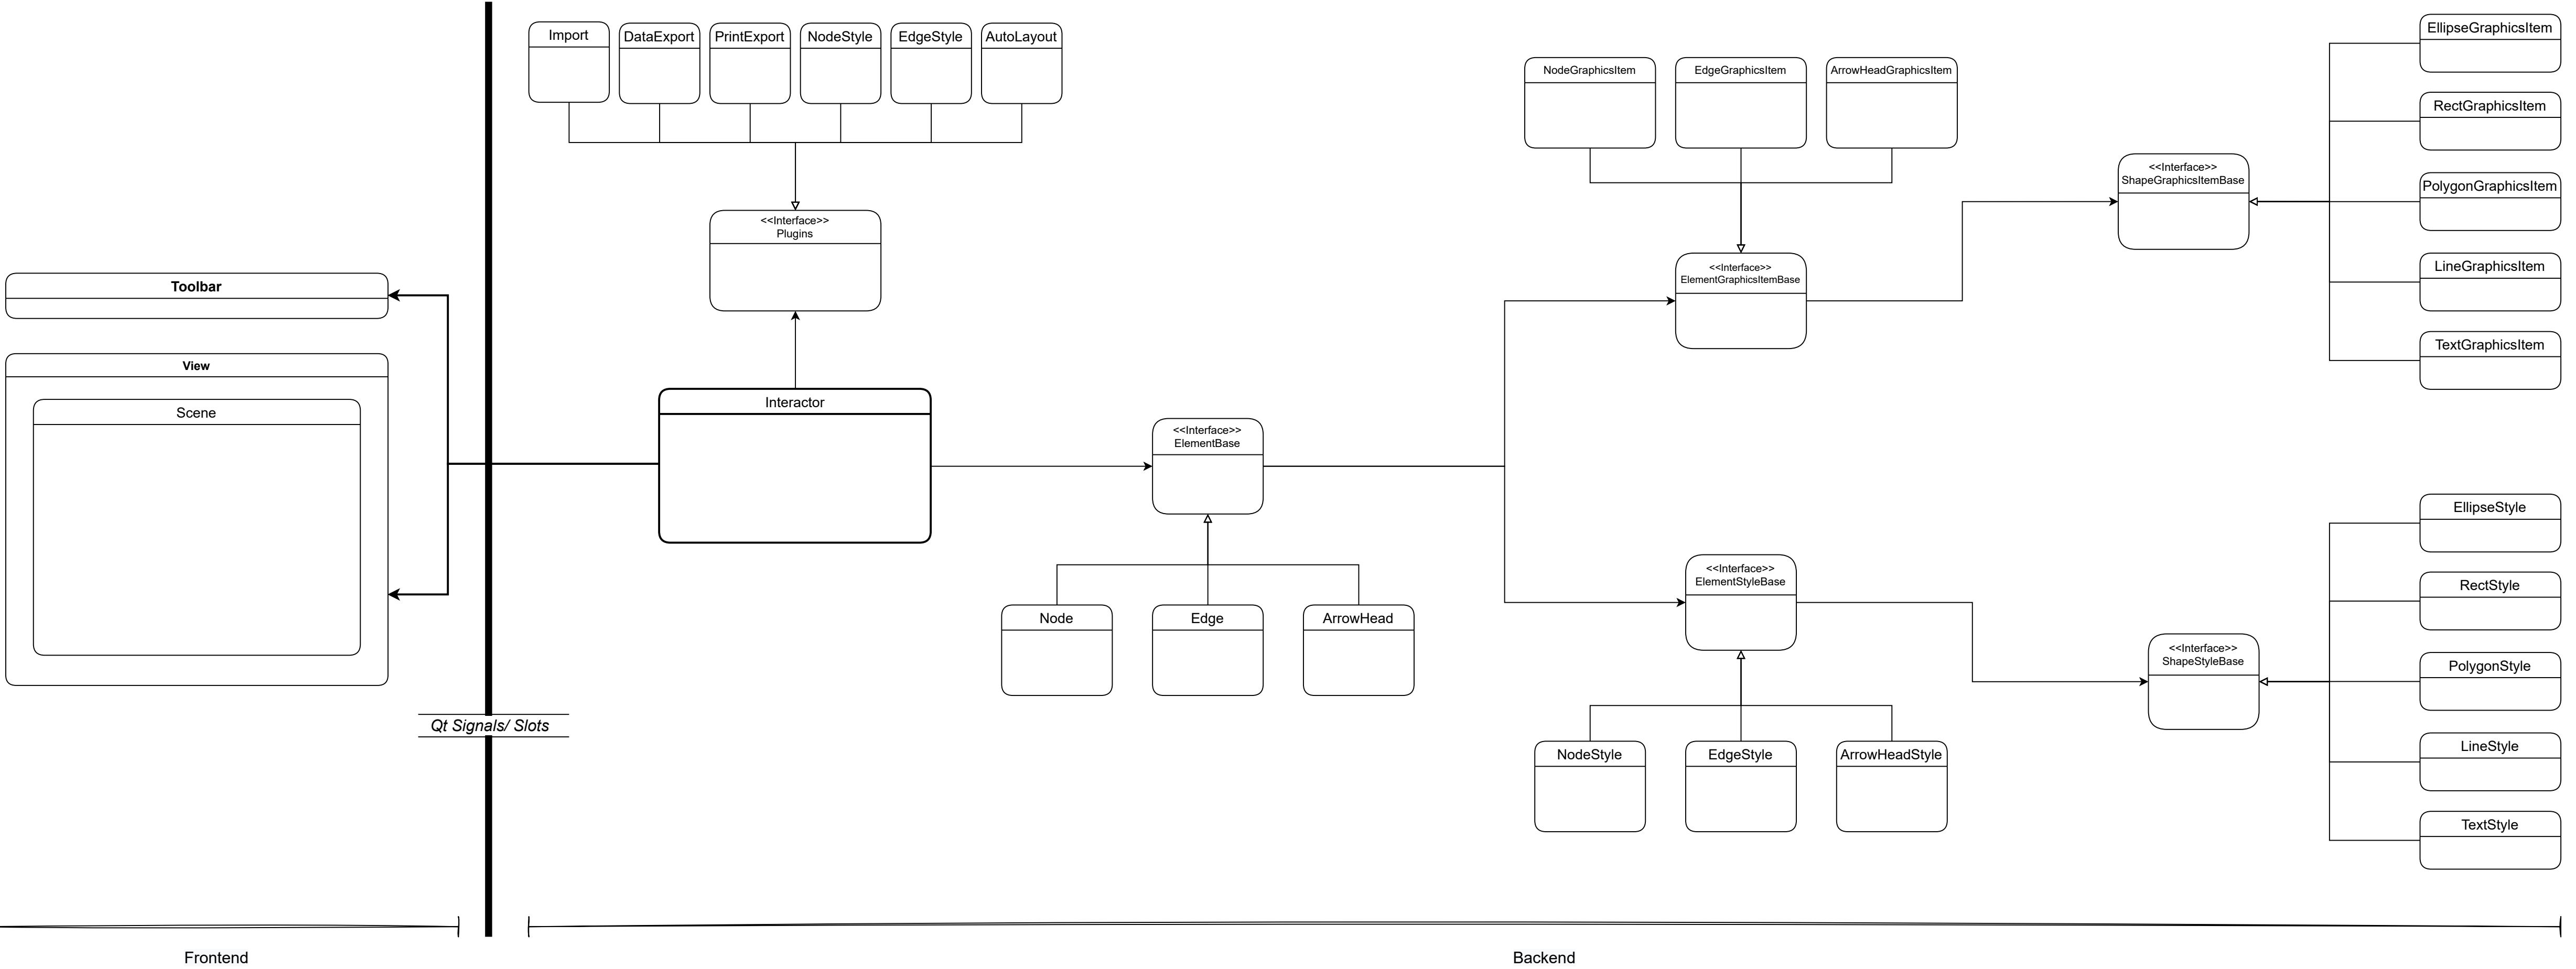 Import
DataExport
PrintExport
NodeStyle
EdgeStyle
AutoLayout
<<Interface>>
Plugins
Toolbar
View
Scene
Interactor
Qt Signals/ Slots
<<Interface>>
ElementBase
Node
Edge
ArrowHead
NodeGraphicsItem
EdgeGraphicsItem
ArrowHeadGraphicsItem
<<Interface>>
ElementGraphicsItemBase
<<Interface>>
ShapeGraphicsItemBase
EllipseGraphicsItem
RectGraphicsItem
PolygonGraphicsItem
LineGraphicsItem
TextGraphicsItem
<<Interface>>
ElementStyleBase
NodeStyle
EdgeStyle
ArrowHeadStyle
<<Interface>>
ShapeStyleBase
EllipseStyle
RectStyle
PolygonStyle
LineStyle
TextStyle
Frontend
Backend